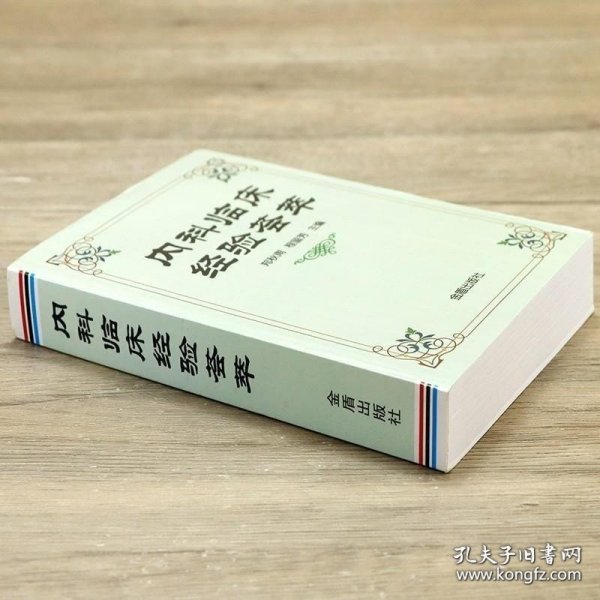 内科临床
经验荟萃
主编
金盾出版社
内科临床经验荟萃
金盾出版社
孔夫子旧书网
www.kongfz.com